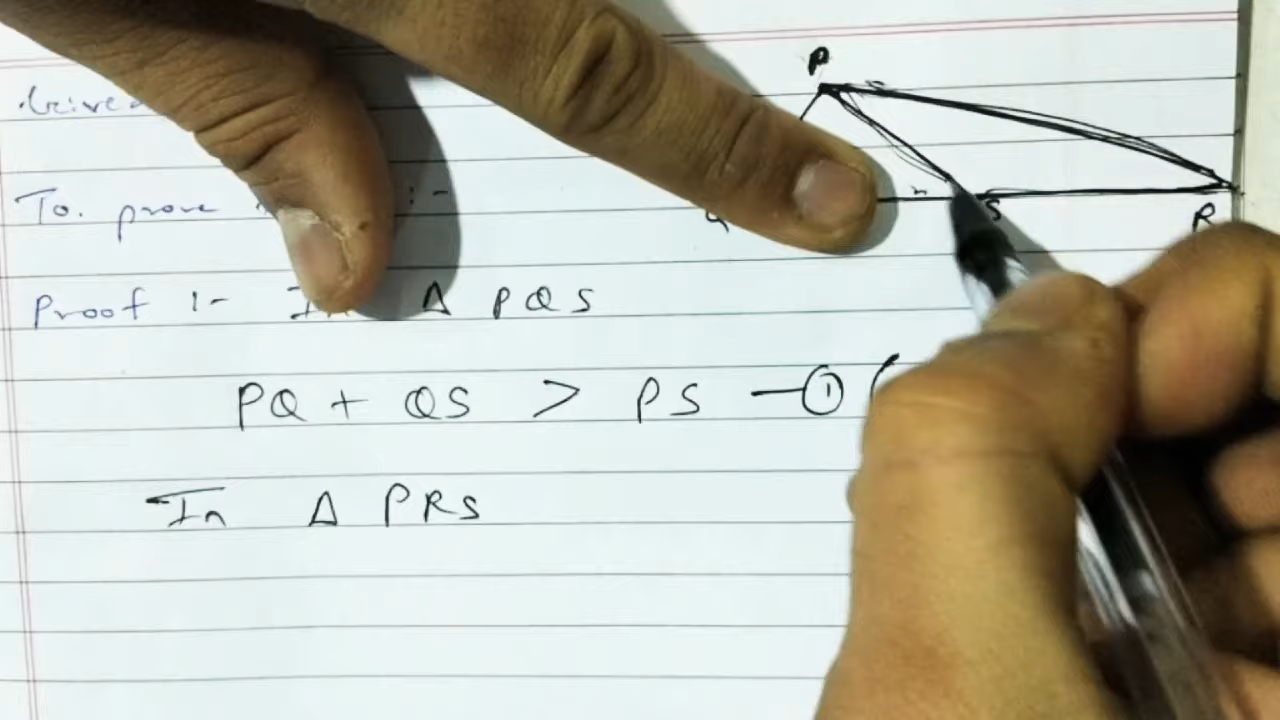 P
To. prove :-
S R
Proof :- In Δ PQS
PQ + QS > PS — ① (
In Δ PRS